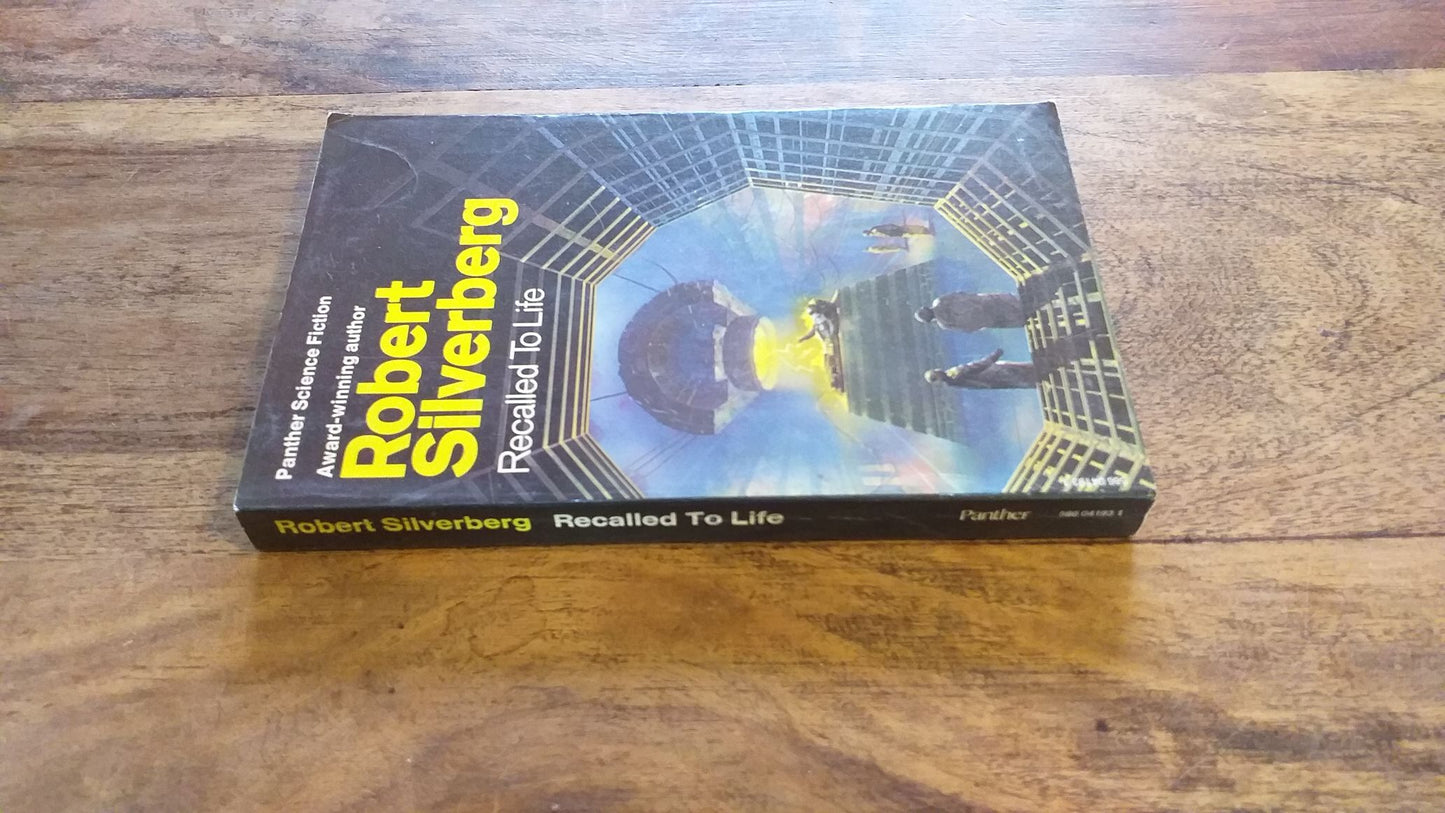 Panther Science Fiction
Award-winning author
Robert
Silverberg
Recalled To Life
Robert Silverberg Recalled To Life Panther